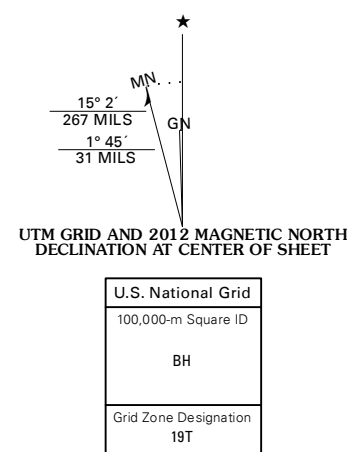 ★
MN
GN
15° 2´
267 MILS
1° 45´
31 MILS
UTM GRID AND 2012 MAGNETIC NORTH
DECLINATION AT CENTER OF SHEET
U.S. National Grid
100,000-m Square ID
BH
Grid Zone Designation
19T